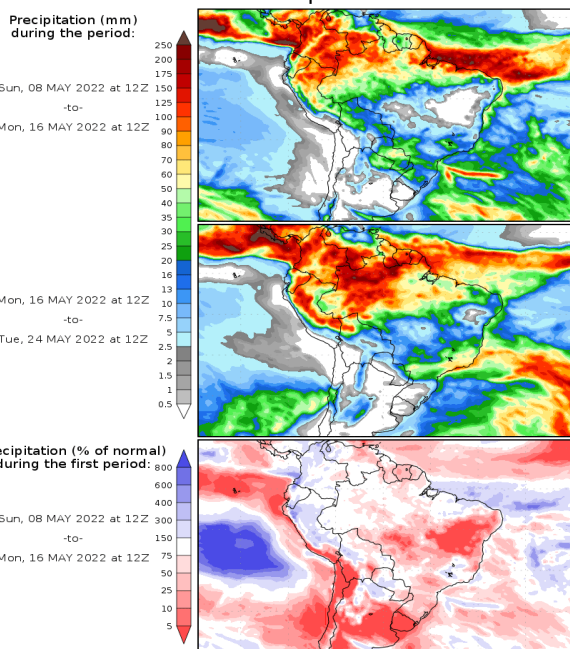 Precipitation (mm)
during the period:
Sun, 08 MAY 2022 at 12Z
-to-
Mon, 16 MAY 2022 at 12Z
250
200
175
150
125
100
90
80
70
60
50
40
35
30
25
20
16
13
10
7.5
5
2.5
2
1.5
1
0.5
Mon, 16 MAY 2022 at 12Z
-to-
Tue, 24 MAY 2022 at 12Z
ecipitation (% of normal)
during the first period:
800
600
400
300
150
75
50
25
10
5
Sun, 08 MAY 2022 at 12Z
-to-
Mon, 16 MAY 2022 at 12Z